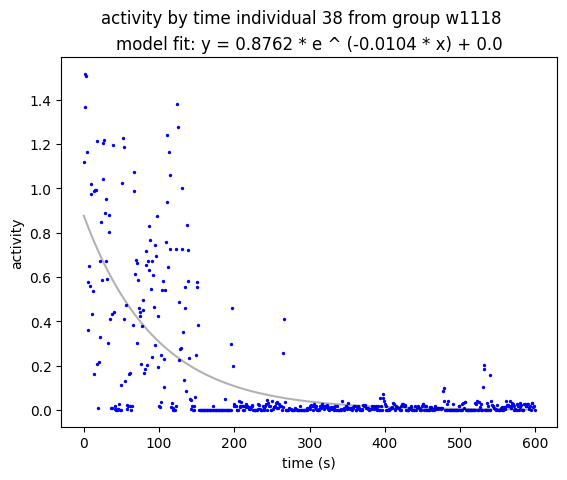 activity by time individual 38 from group w1118
model fit: y = 0.8762 * e ^ (-0.0104 * x) + 0.0
1.4
1.2
1.0
0.8
0.6
0.4
0.2
0.0
activity
0 100 200 300 400 500 600
time (s)